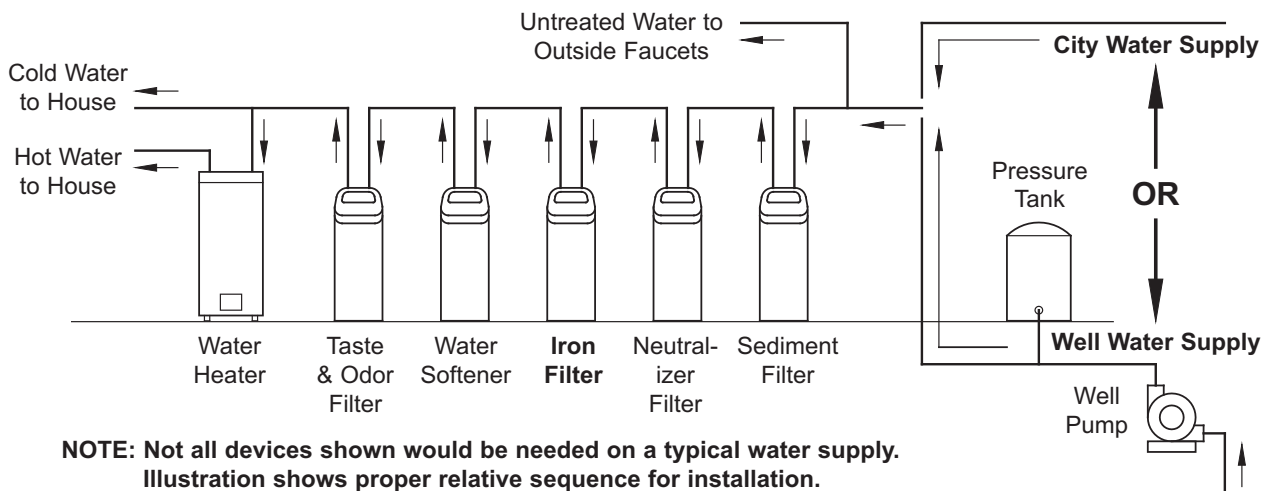 Untreated Water to
Outside Faucets
City Water Supply
Cold Water
to House
Hot Water
to House
Pressure
Tank
OR
Well Water Supply
Water
Heater
Taste
& Odor
Filter
Water
Softener
Iron
Filter
Neutral-
izer
Filter
Sediment
Filter
Well
Pump
NOTE: Not all devices shown would be needed on a typical water supply.
Illustration shows proper relative sequence for installation.